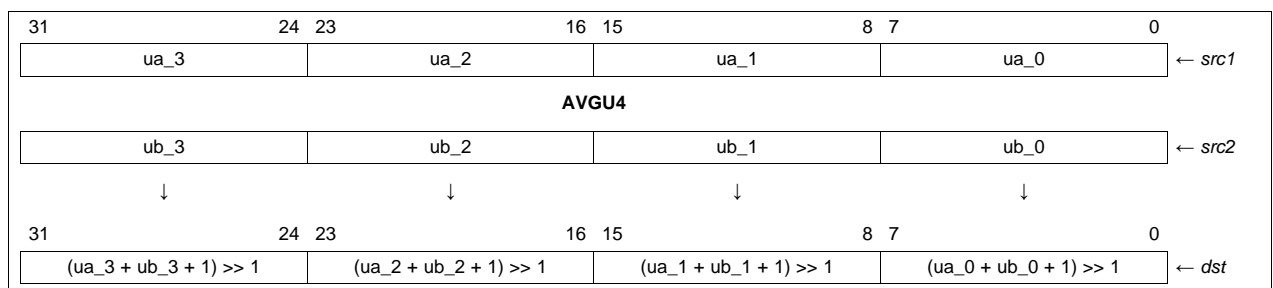 31 24 23 16 15 8 7 0
ua_3 ua_2 ua_1 ua_0 ← src1
AVGU4
ub_3 ub_2 ub_1 ub_0 ← src2
↓ ↓ ↓ ↓
31 24 23 16 15 8 7 0
(ua_3 + ub_3 + 1) >> 1 (ua_2 + ub_2 + 1) >> 1 (ua_1 + ub_1 + 1) >> 1 (ua_0 + ub_0 + 1) >> 1 ← dst